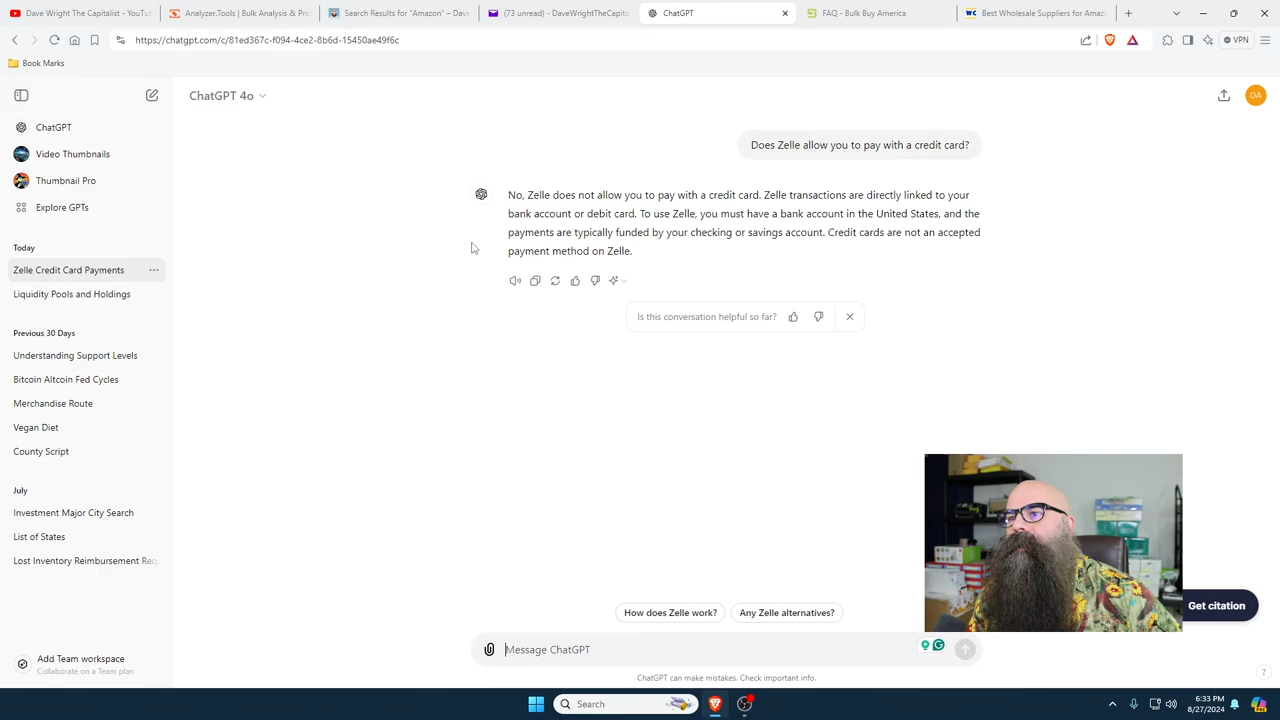 Dave Wright The Capitalist - YouT
Analyzer.Tools | Bulk Analysis & Pro
Search Results for "Amazon" – Dave
(73 unread) - DaveWrightTheCapita
ChatGPT
FAQ - Bulk Buy America
Best Wholesale Suppliers for Amaz
https://chatgpt.com/c/81ed367c-f094-4ce2-8b6d-15450ae49f6c
VPN
Book Marks
ChatGPT 4o
DA
ChatGPT
Video Thumbnails
Thumbnail Pro
Explore GPTs
Today
Zelle Credit Card Payments
Liquidity Pools and Holdings
Previous 30 Days
Understanding Support Levels
Bitcoin Altcoin Fed Cycles
Merchandise Route
Vegan Diet
County Script
July
Investment Major City Search
List of States
Lost Inventory Reimbursement Req
Add Team workspace
Collaborate on a Team plan
Does Zelle allow you to pay with a credit card?
No, Zelle does not allow you to pay with a credit card. Zelle transactions are directly linked to your
bank account or debit card. To use Zelle, you must have a bank account in the United States, and the
payments are typically funded by your checking or savings account. Credit cards are not an accepted
payment method on Zelle.
Is this conversation helpful so far?
How does Zelle work?
Any Zelle alternatives?
Get citation
Message ChatGPT
ChatGPT can make mistakes. Check important info.
?
Search
6:33 PM
8/27/2024